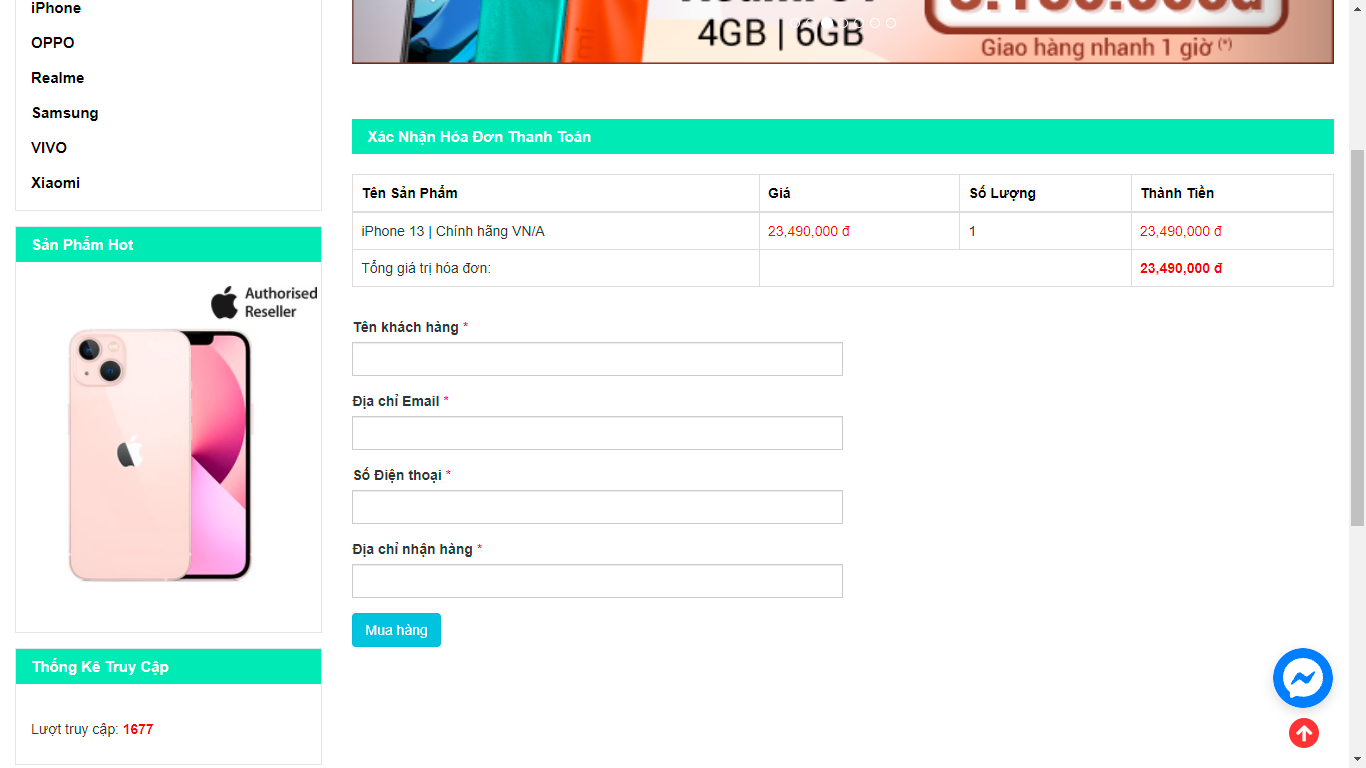 iPhone
OPPO
Realme
Samsung
VIVO
Xiaomi
Sản Phẩm Hot
Authorised
Reseller
Thống Kê Truy Cập
Lượt truy cập: 1677
4GB | 6GB
Giao hàng nhanh 1 giờ (*)
Xác Nhận Hóa Đơn Thanh Toán
Tên Sản Phẩm Giá Số Lượng Thành Tiền
iPhone 13 | Chính hãng VN/A 23,490,000 đ 1 23,490,000 đ
Tổng giá trị hóa đơn: 23,490,000 đ
Tên khách hàng *
Địa chỉ Email *
Số Điện thoại *
Địa chỉ nhận hàng *
Mua hàng